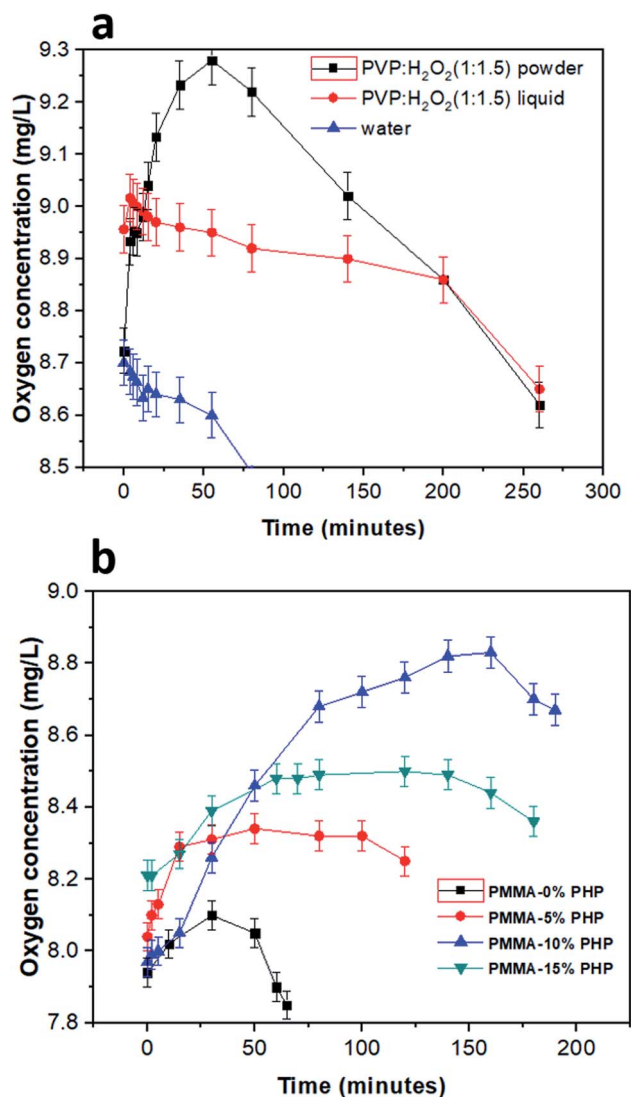 a
9.3
9.2
9.1
9.0
8.9
8.8
8.7
8.6
8.5
Oxygen concentration (mg/L)
PVP:H₂O₂(1:1.5) powder
PVP:H₂O₂(1:1.5) liquid
water
0 50 100 150 200 250 300
Time (minutes)
b
9.0
8.8
8.6
8.4
8.2
8.0
7.8
Oxygen concentration (mg/L)
PMMA-0% PHP
PMMA-5% PHP
PMMA-10% PHP
PMMA-15% PHP
0 50 100 150 200
Time (minutes)